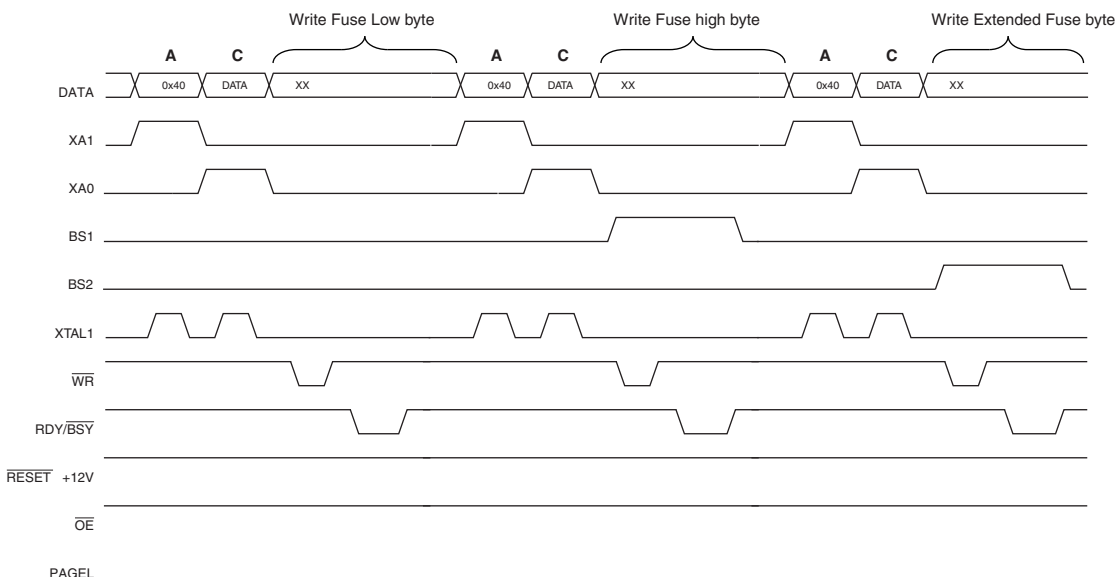 Write Fuse Low byte Write Fuse high byte Write Extended Fuse byte
A C A C A C
DATA 0x40 DATA XX 0x40 DATA XX 0x40 DATA XX
XA1
XA0
BS1
BS2
XTAL1
WR
RDY/BSY
RESET +12V
OE
PAGEL